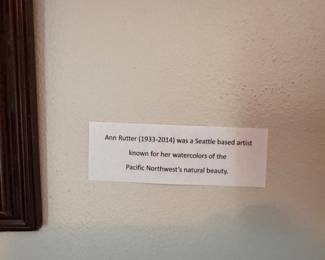 Ann Rutter (1933-2014) was a Seattle based artist
known for her watercolors of the
Pacific Northwest's natural beauty.